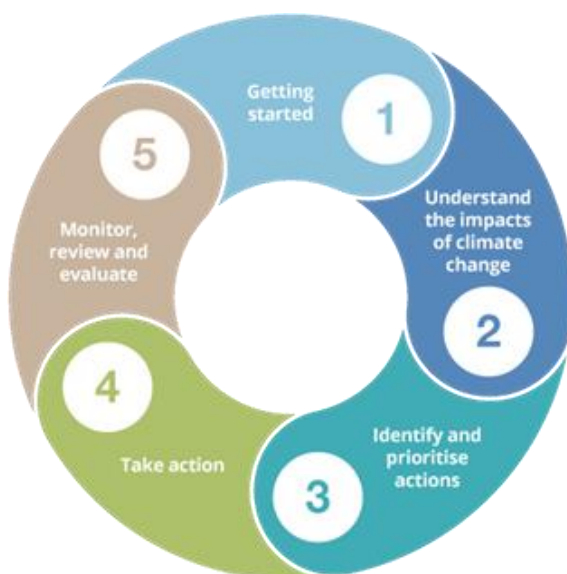 Getting
started
1
Understand
the impacts
of climate
change
2
Identify and
prioritise
actions
3
Take action
4
Monitor,
review and
evaluate
5